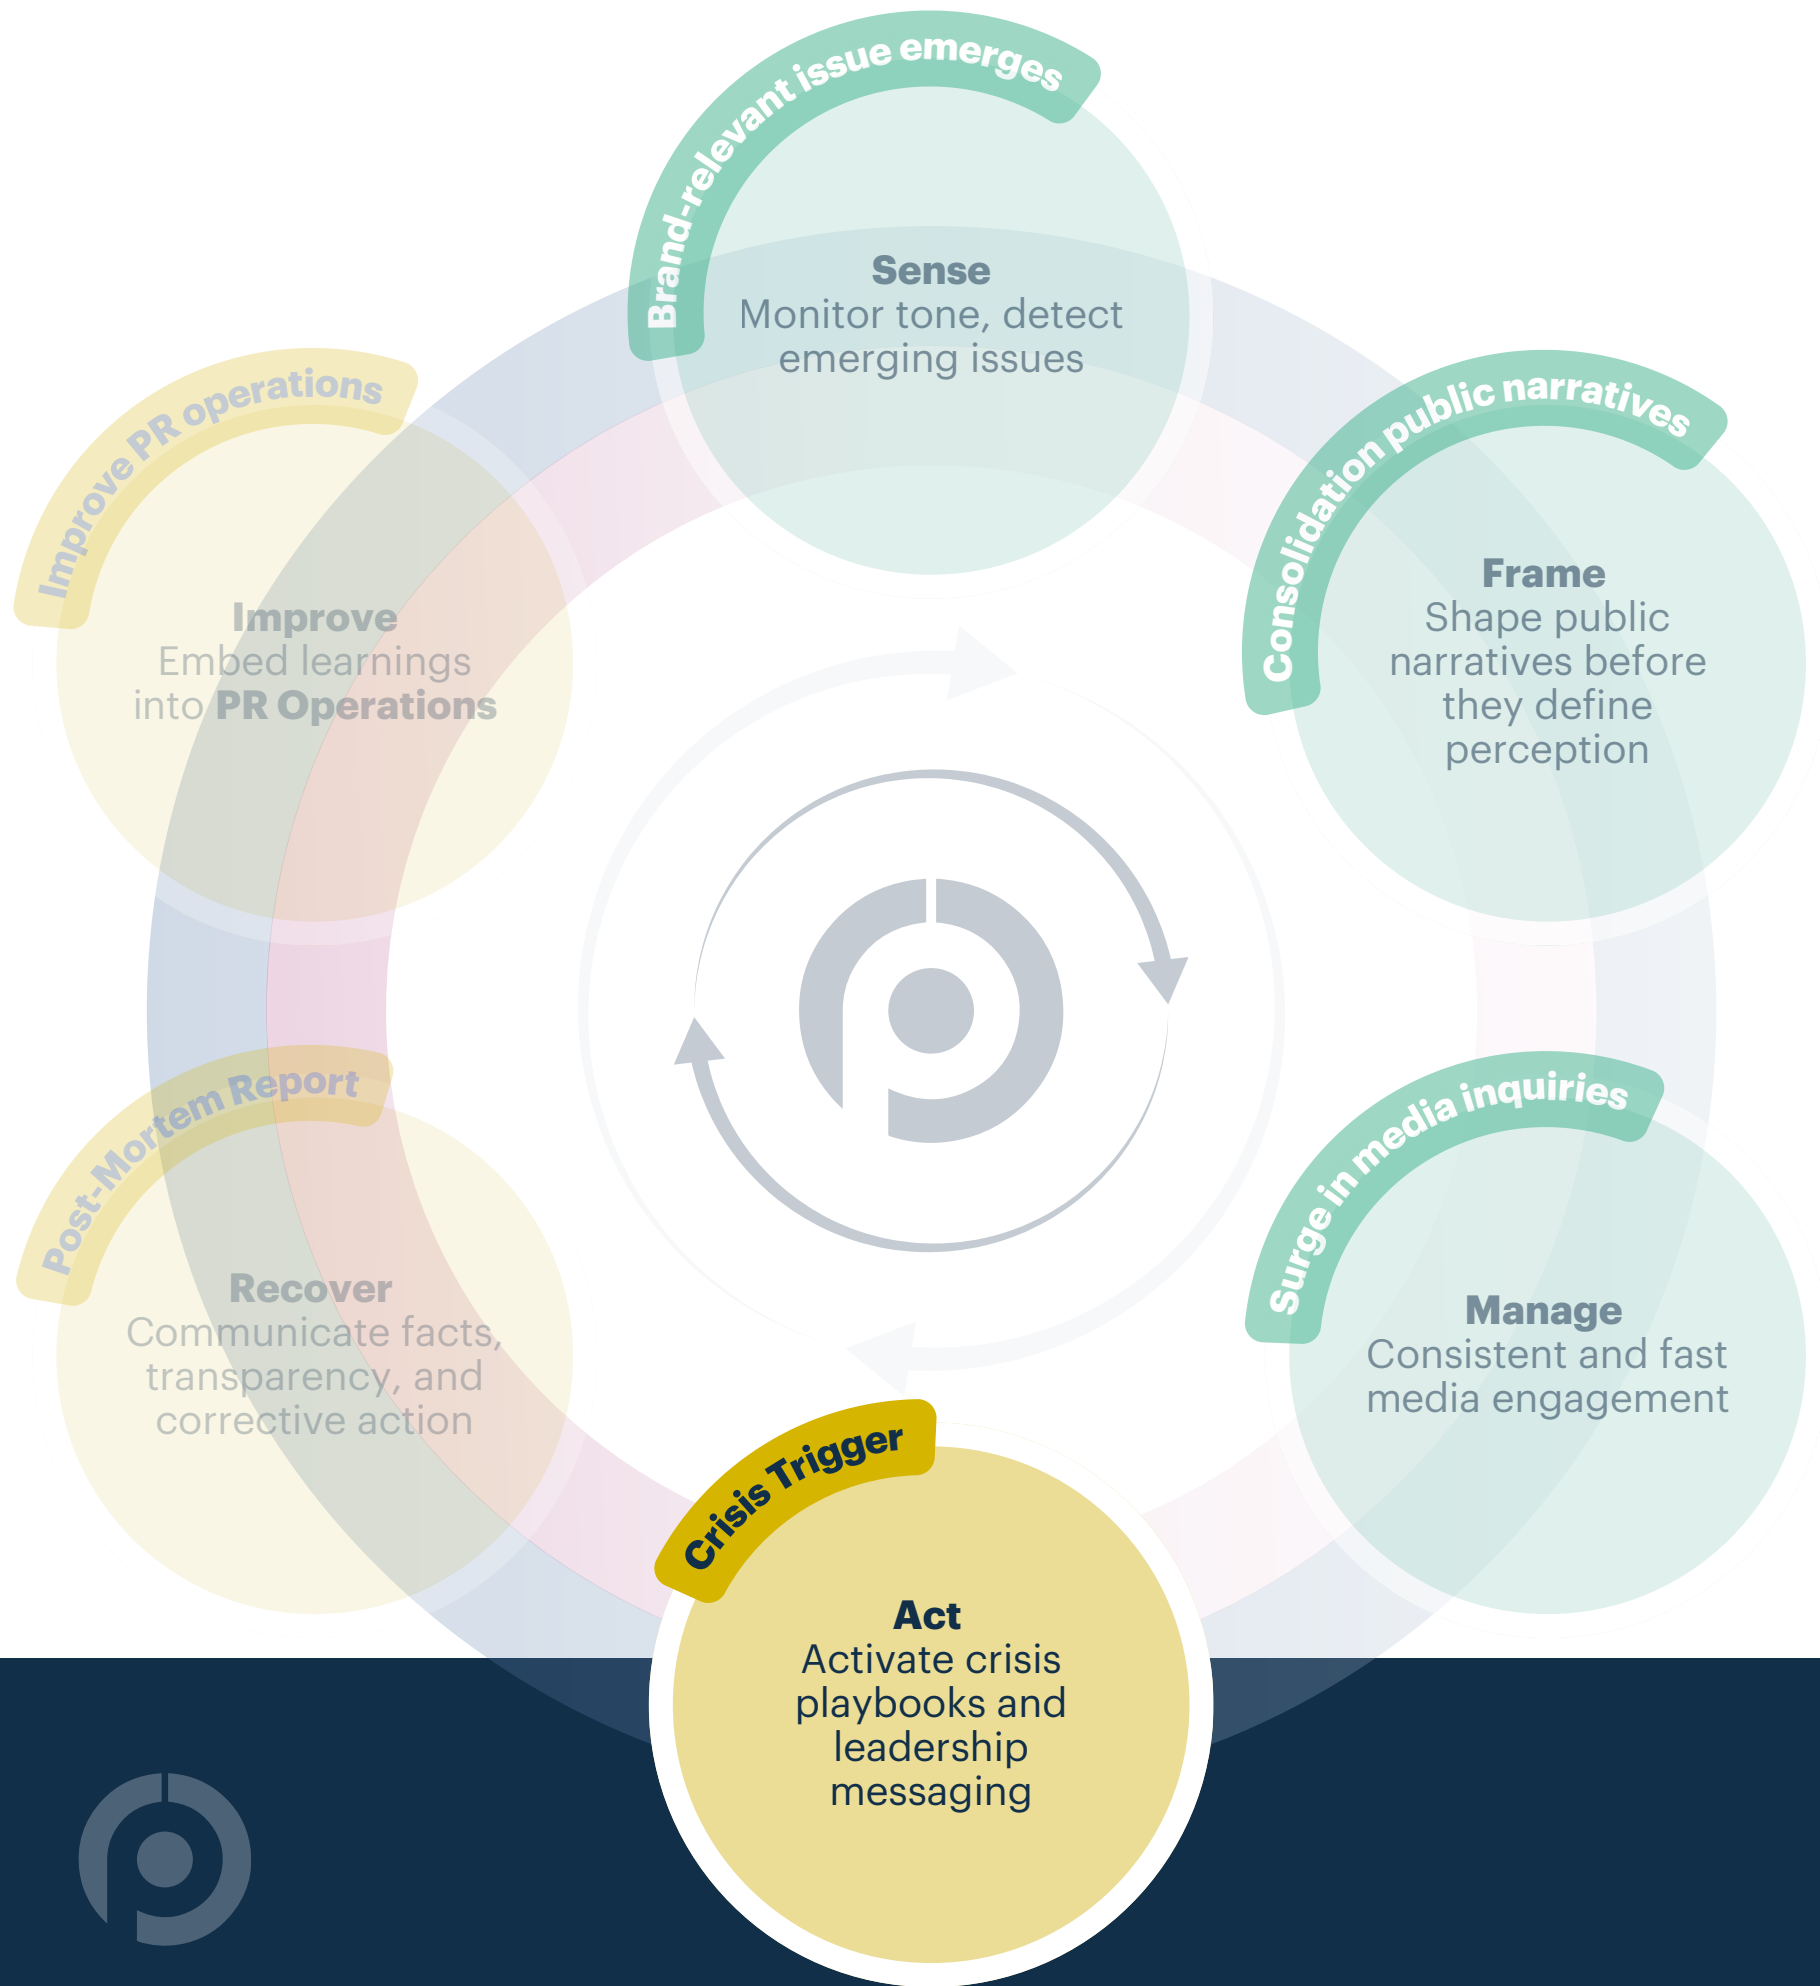 Brand-relevant issue emerges
Sense
Monitor tone, detect
emerging issues
Consolidation public narratives
Frame
Shape public
narratives before
they define
perception
Surge in media inquiries
Manage
Consistent and fast
media engagement
Crisis Trigger
Act
Activate crisis
playbooks and
leadership
messaging
Post-Mortem Report
Recover
Communicate facts,
transparency, and
corrective action
Improve PR operations
Improve
Embed learnings
into PR Operations